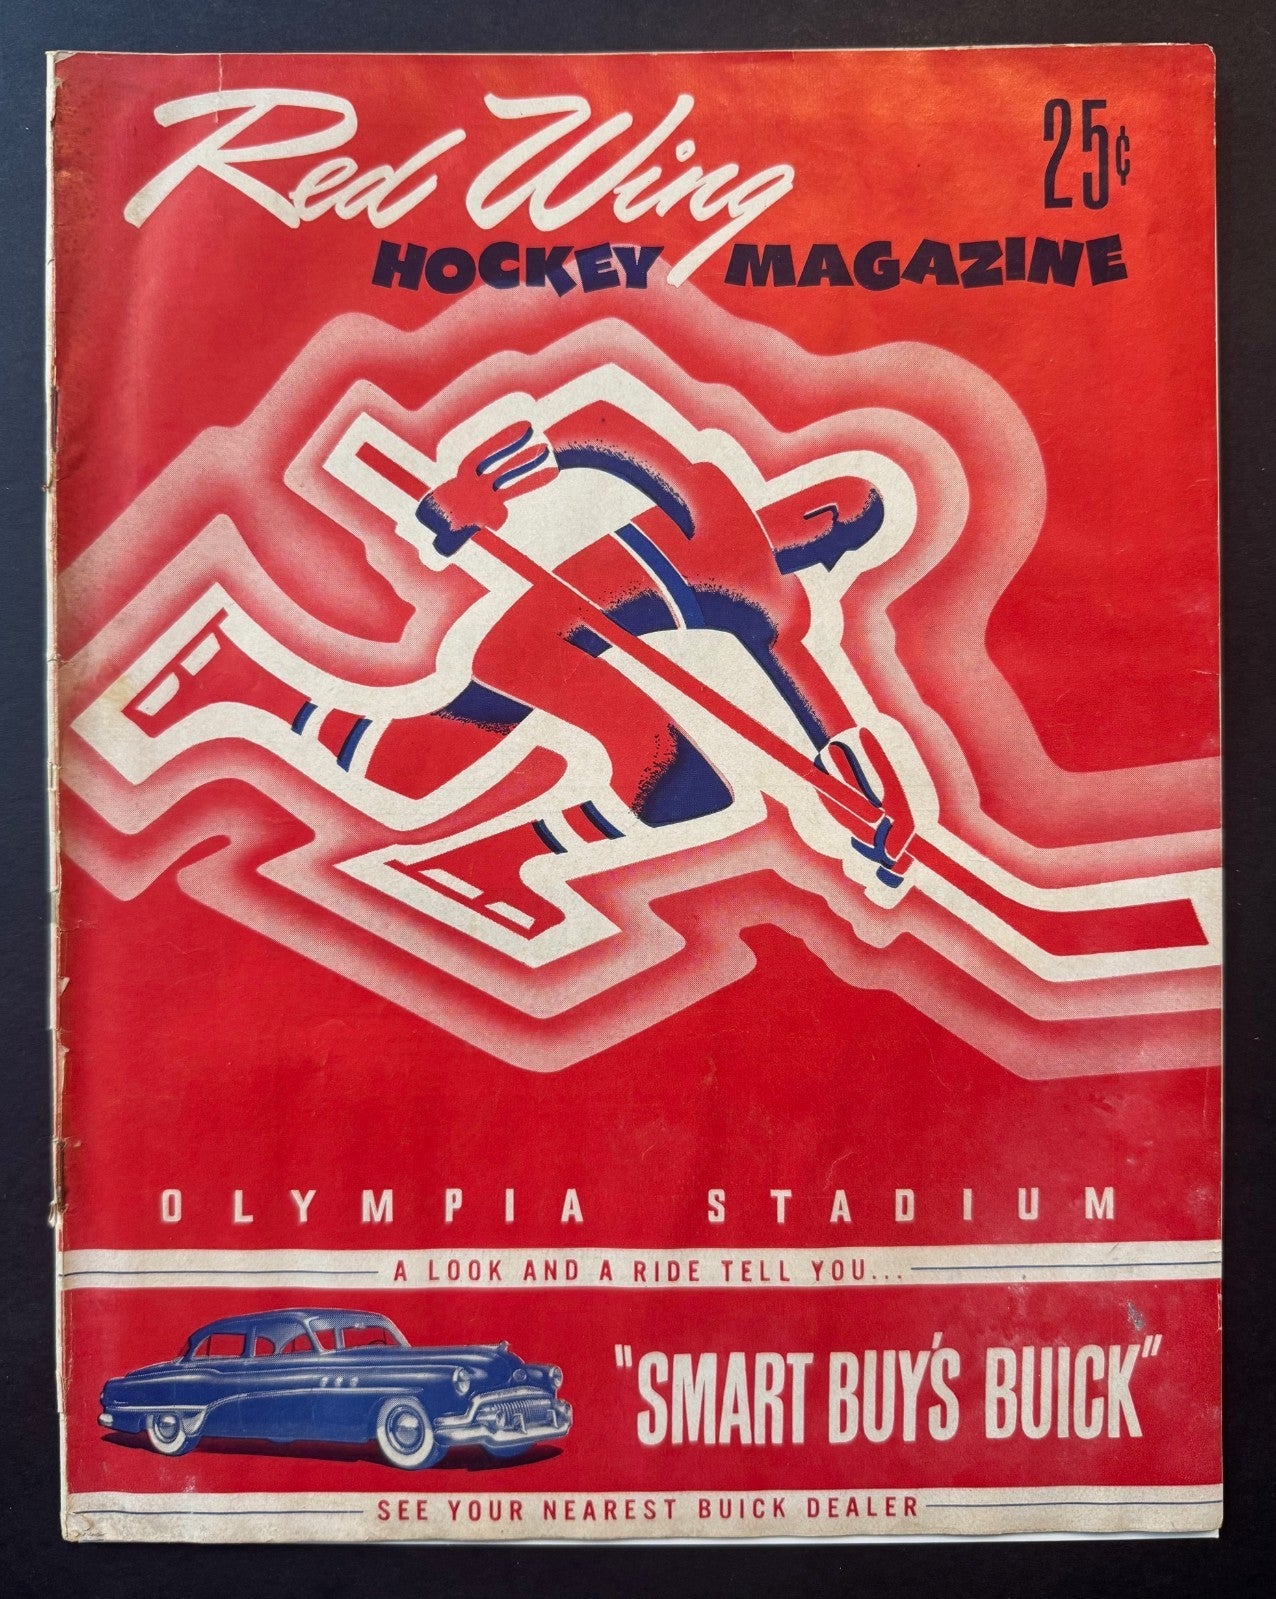 Red Wing
25¢
HOCKEY MAGAZINE
OLYMPIA STADIUM
A LOOK AND A RIDE TELL YOU...
"SMART BUY'S BUICK"
SEE YOUR NEAREST BUICK DEALER